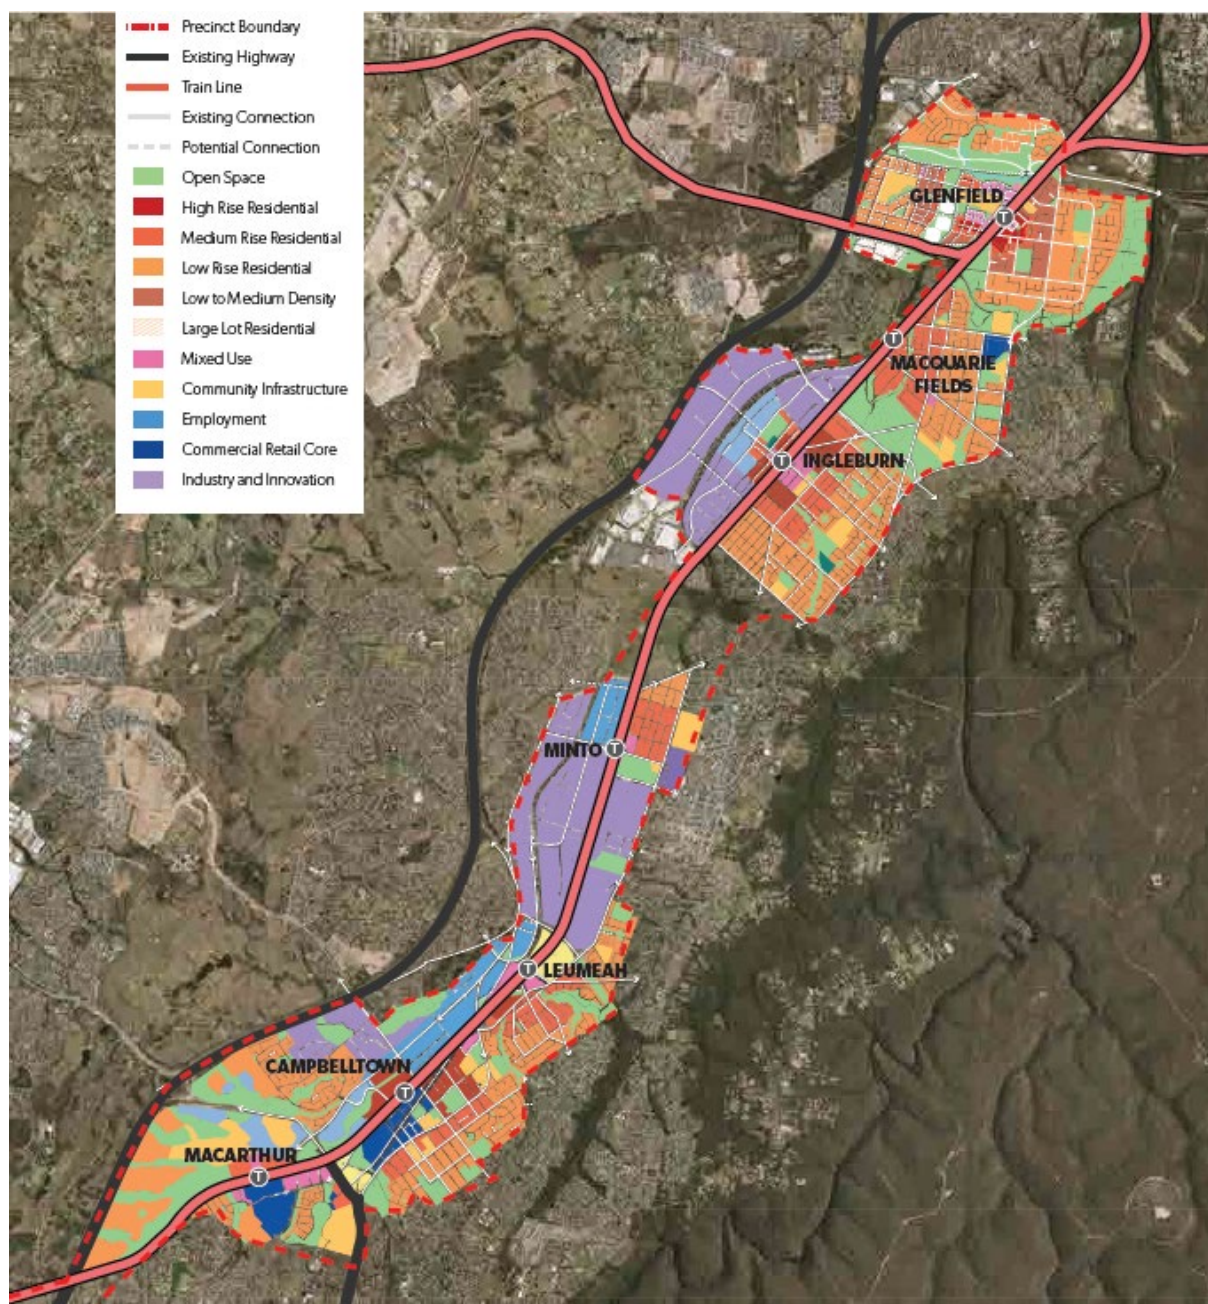 Precinct Boundary
Existing Highway
Train Line
Existing Connection
Potential Connection
Open Space
High Rise Residential
Medium Rise Residential
Low Rise Residential
Low to Medium Density
Large Lot Residential
Mixed Use
Community Infrastructure
Employment
Commercial Retail Core
Industry and Innovation
GLENFIELD
T
T
MACQUARIE
FIELDS
T
INGLEBURN
MINTO
T
T
LEUMEAH
CAMPBELLTOWN
T
MACARTHUR
T